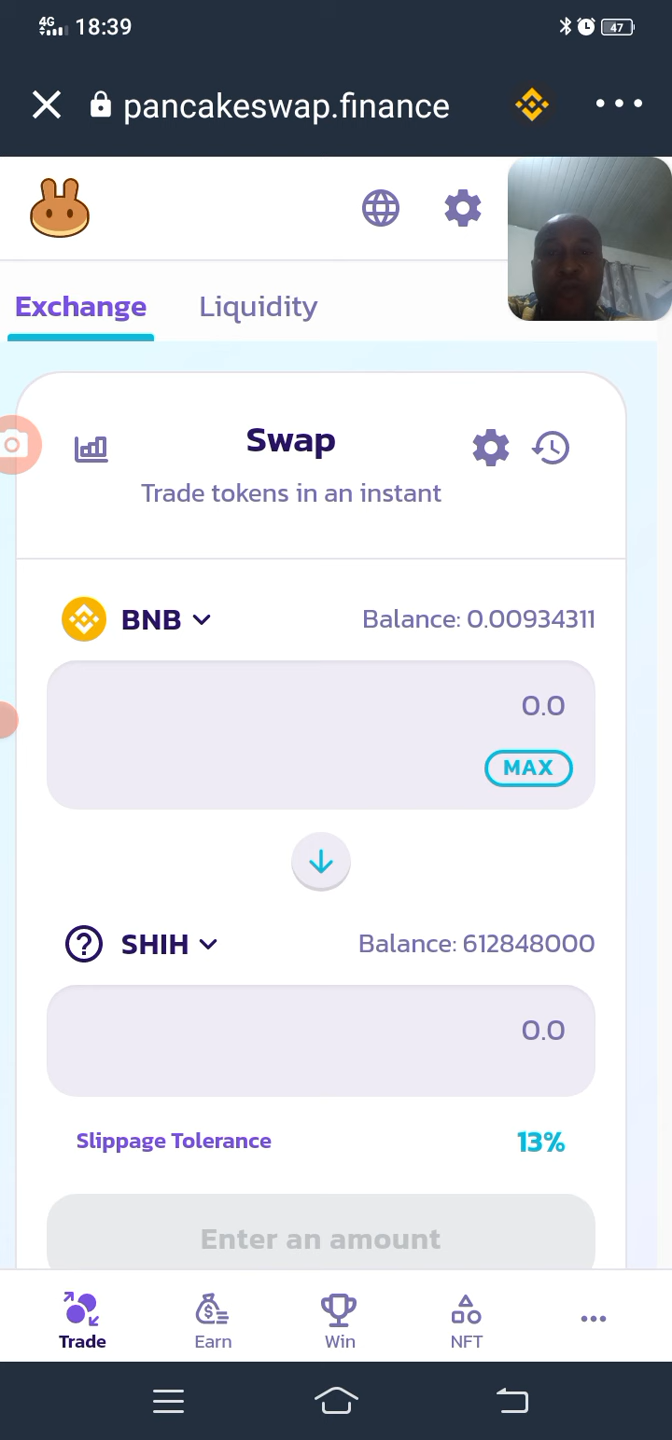 4G 18:39 47
pancakeswap.finance
Exchange Liquidity
Swap
Trade tokens in an instant
BNB Balance: 0.00934311
0.0
MAX
SHIH Balance: 612848000
0.0
Slippage Tolerance 13%
Enter an amount
Trade Earn Win NFT